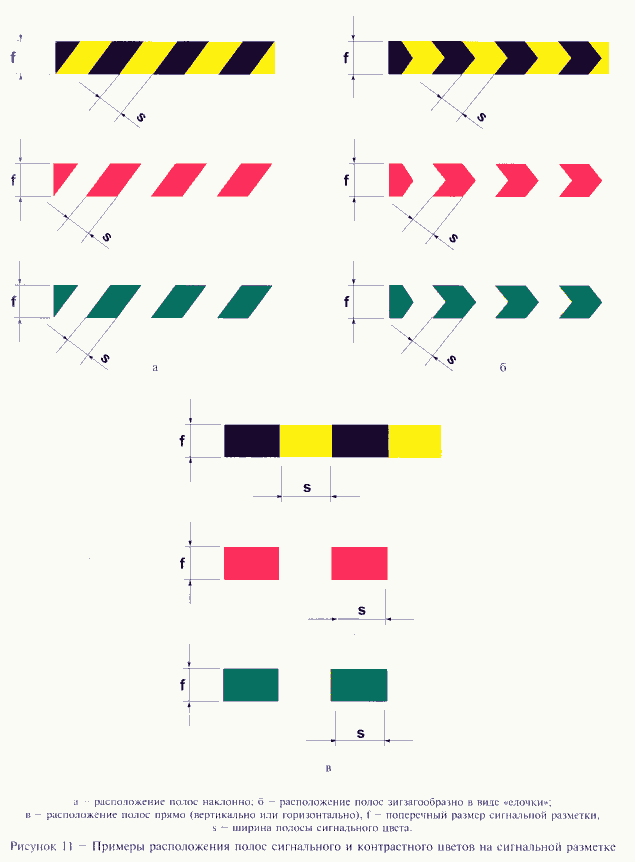 f
s
f
s
f
s
f
s
f
s
f
s
а
б
f
s
f
s
f
s
в
а – расположение полос наклонно; б – расположение полос зигзагообразно в виде «елочки»;
в – расположение полос прямо (вертикально или горизонтально), f – поперечный размер сигнальной разметки,
s – ширина полосы сигнального цвета.
Рисунок 11 – Примеры расположения полос сигнального и контрастного цветов на сигнальной разметке